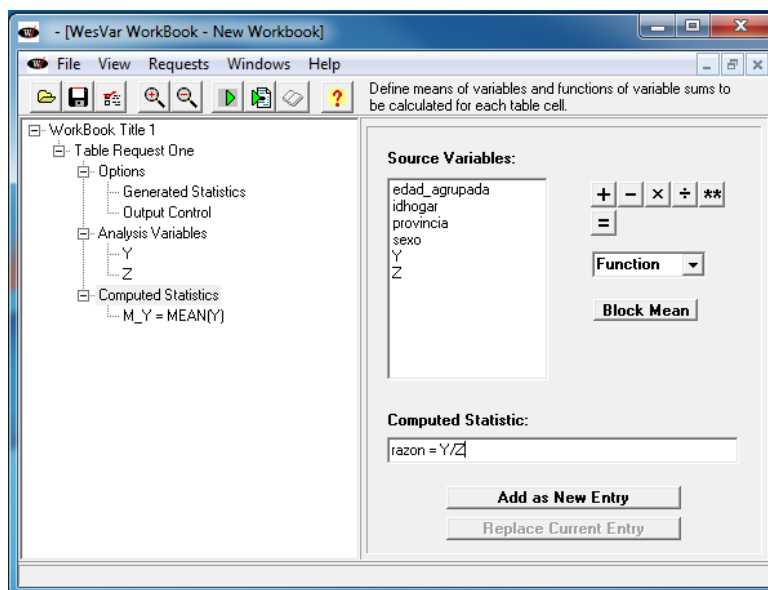 - [WesVar WorkBook - New Workbook]
File View Requests Windows Help
Define means of variables and functions of variable sums to
be calculated for each table cell.
WorkBook Title 1
Table Request One
Options
Generated Statistics
Output Control
Analysis Variables
Y
Z
Computed Statistics
M_Y = MEAN(Y)
Source Variables:
edad_agrupada
idhogar
provincia
sexo
Y
Z
+ − × ÷ **
=
Function
Block Mean
Computed Statistic:
razon = Y/Z
Add as New Entry
Replace Current Entry